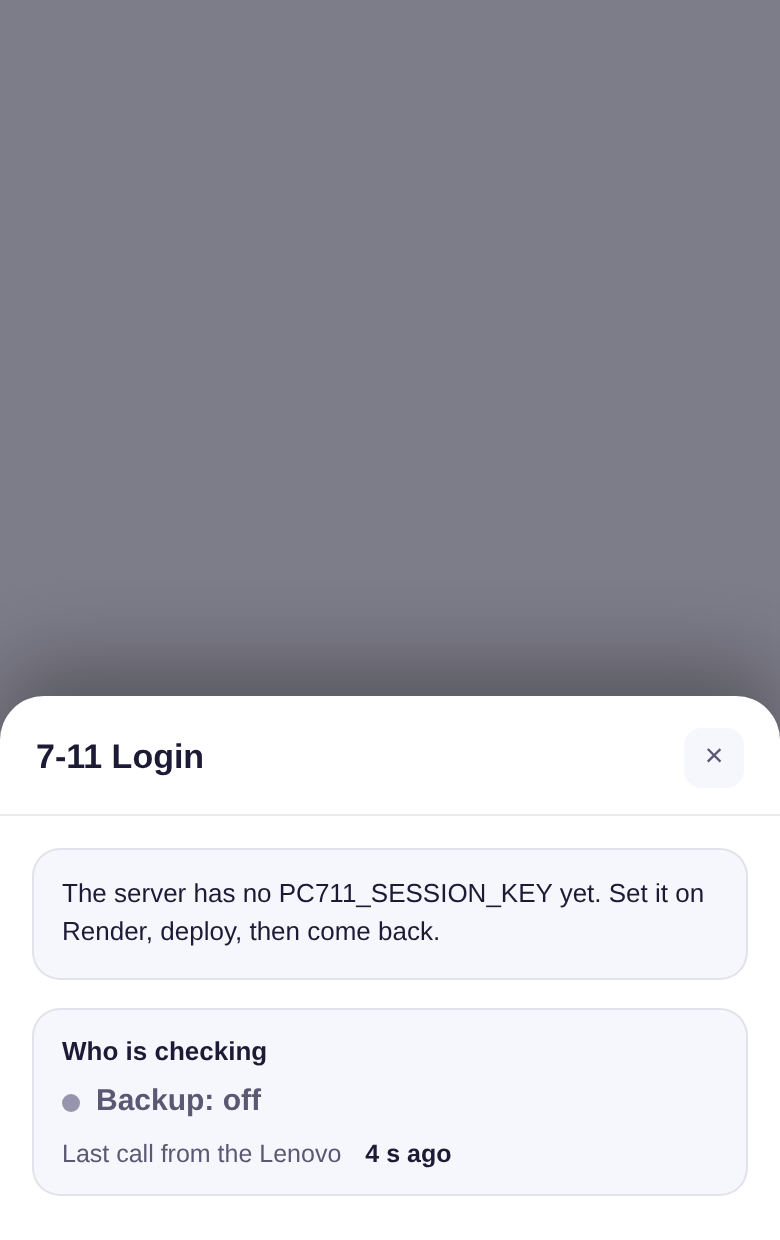 7-11 Login
✕
The server has no PC711_SESSION_KEY yet. Set it on
Render, deploy, then come back.
Who is checking
Backup: off
Last call from the Lenovo 4 s ago